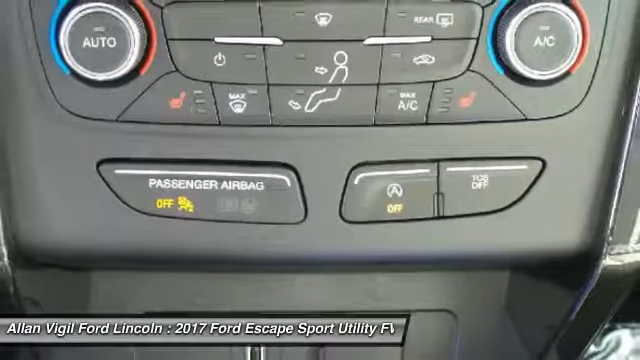 AUTO
REAR
A/C
MAX
MAX
A/C
PASSENGER AIRBAG
OFF
A
OFF
TCS
OFF
Allan Vigil Ford Lincoln : 2017 Ford Escape Sport Utility FV